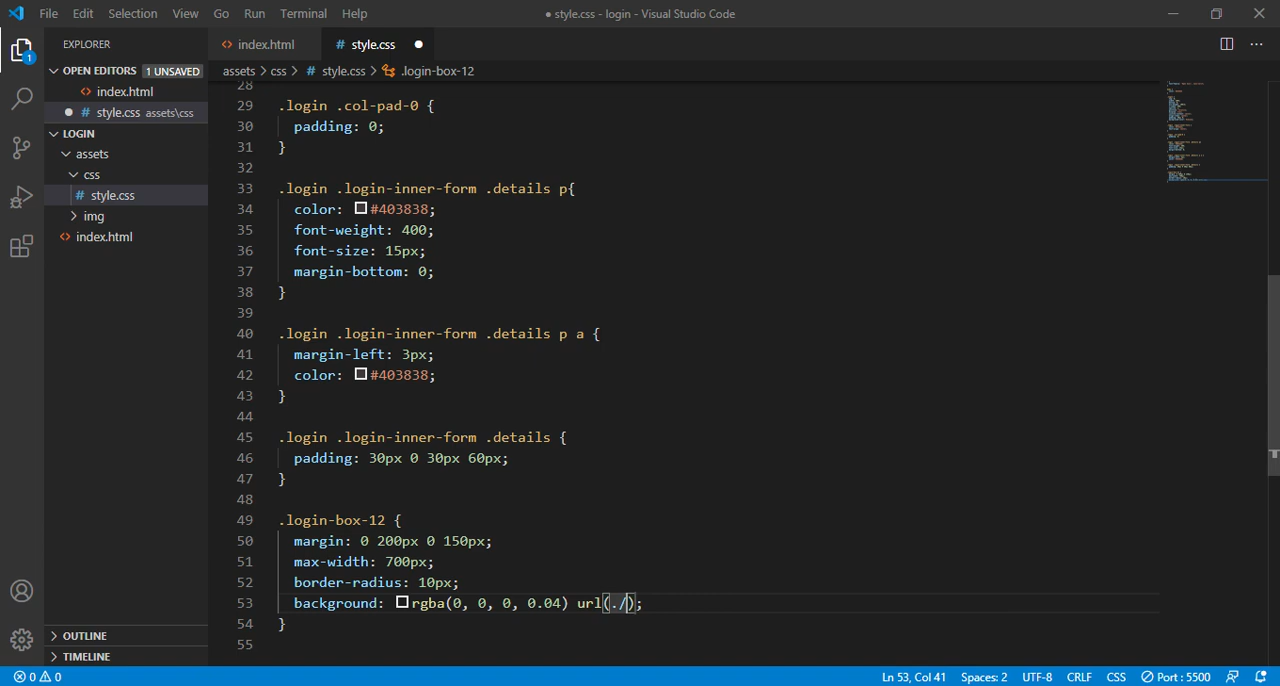 File Edit Selection View Go Run Terminal Help
● style.css - login - Visual Studio Code
1
EXPLORER
OPEN EDITORS 1 UNSAVED
<> index.html
● # style.css assets\css
LOGIN
assets
css
# style.css
img
<> index.html
OUTLINE
TIMELINE
<> index.html # style.css ●
assets > css > # style.css > .login-box-12
28
29 .login .col-pad-0 {
30 padding: 0;
31 }
32
33 .login .login-inner-form .details p{
34 color: #403838;
35 font-weight: 400;
36 font-size: 15px;
37 margin-bottom: 0;
38 }
39
40 .login .login-inner-form .details p a {
41 margin-left: 3px;
42 color: #403838;
43 }
44
45 .login .login-inner-form .details {
46 padding: 30px 0 30px 60px;
47 }
48
49 .login-box-12 {
50 margin: 0 200px 0 150px;
51 max-width: 700px;
52 border-radius: 10px;
53 background: rgba(0, 0, 0, 0.04) url(./);
54 }
55
0 0 Ln 53, Col 41 Spaces: 2 UTF-8 CRLF CSS Port : 5500